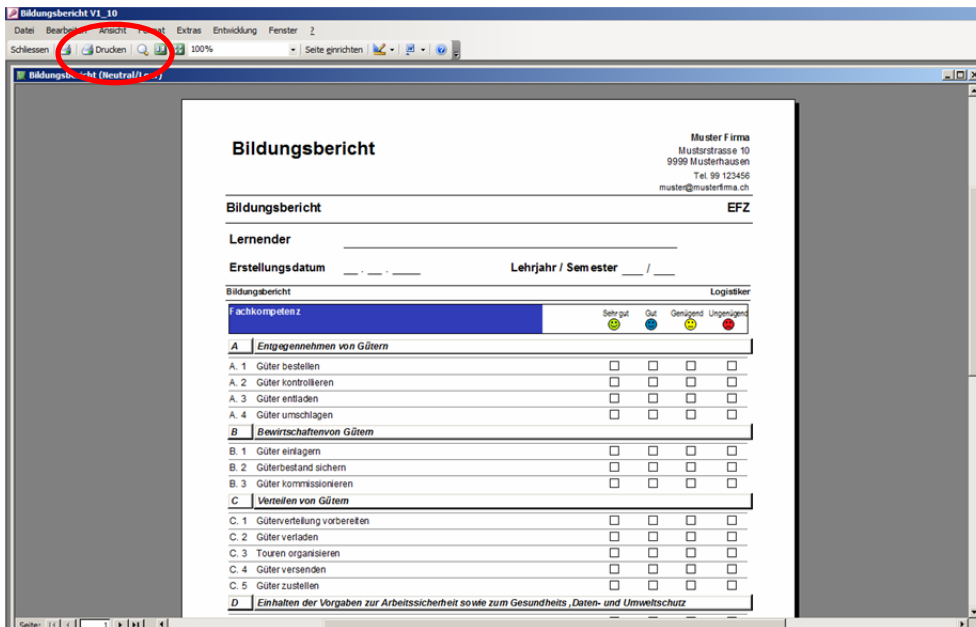 Bildungsbericht V1_10
Datei Bearbeiten Ansicht Format Extras Entwicklung Fenster ?
Schliessen Drucken 100% Seite einrichten
Bildungsbericht (Neutral/Leer)
Bildungsbericht
Muster Firma
Mustsrstrasse 10
9999 Musterhausen
Tel. 99 123456
muster@musterfirma.ch
Bildungsbericht EFZ
Lernender
Erstellungsdatum __ . __ . ____ Lehrjahr / Semester ___ / ___
Bildungsbericht Logistiker
Fachkompetenz Sehr gut Gut Genügend Ungenügend
A Entgegennehmen von Gütern
A. 1 Güter bestellen
A. 2 Güter kontrollieren
A. 3 Güter entladen
A. 4 Güter umschlagen
B Bewirtschaftenvon Gütern
B. 1 Güter einlagern
B. 2 Güterbestand sichern
B. 3 Güter kommissionieren
C Verteilen von Gütern
C. 1 Güterverteilung vorbereiten
C. 2 Güter verladen
C. 3 Touren organisieren
C. 4 Güter versenden
C. 5 Güter zustellen
D Einhalten der Vorgaben zur Arbeitssicherheit sowie zum Gesundheits ,Daten- und Umweltschutz
Seite: 1